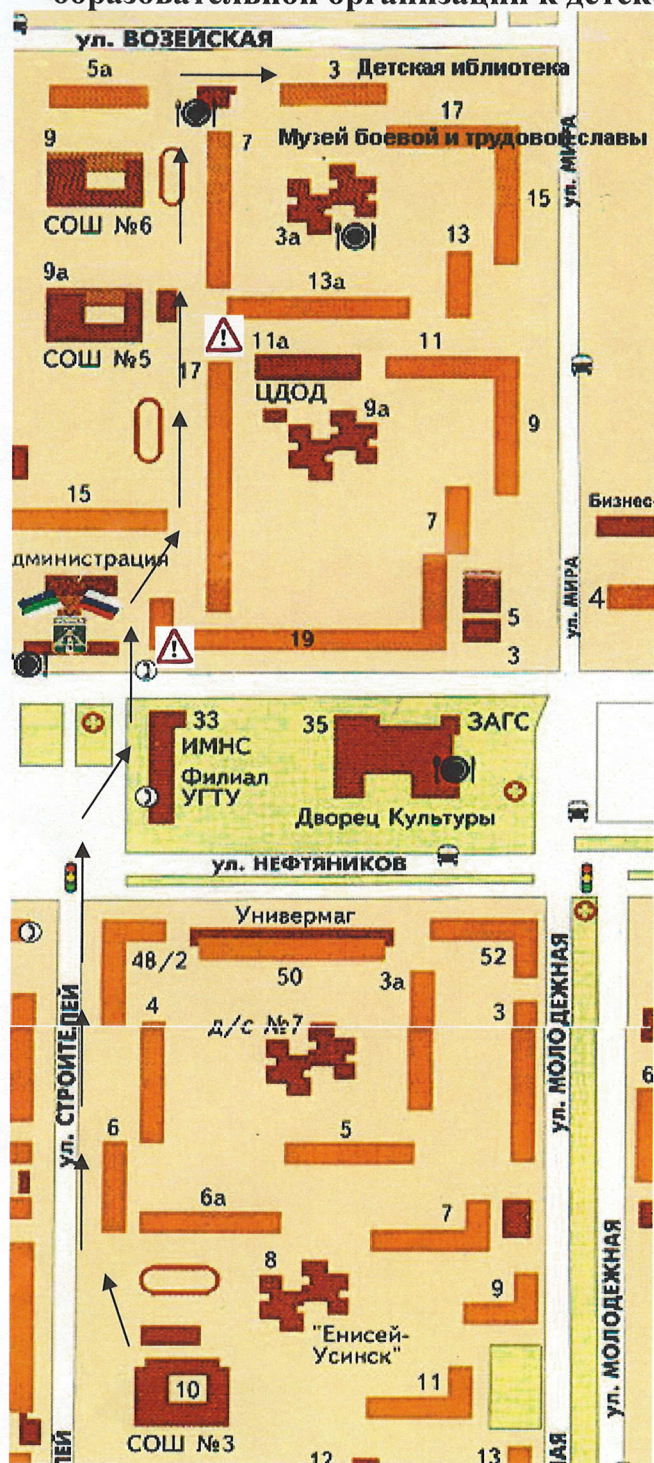 образовательной организации к детск
ул. ВОЗЕЙСКАЯ
5а
3 Детская иблиотека
17
9
7 Музей боевой и трудовой славы
ул. МИРА
15
СОШ №6
3а
13
9а
13а
СОШ №5
17
11а
11
ЦДОД
9а
9
15
7
Бизнес-
дминистрация
ул. МИРА
4
5
19
3
33
ИМНС
Филиал
УГТУ
35
ЗАГС
Дворец Культуры
ул. НЕФТЯНИКОВ
Универмаг
48/2
50
52
3а
4
3
д/с №7
ул. СТРОИТЕЛЕЙ
ул. МОЛОДЕЖНАЯ
6
6
5
6а
7
8
9
"Енисей-
Усинск"
ул. МОЛОДЕЖНАЯ
10
11
СОШ №3
ЛЕЙ
12
13
НАЯ